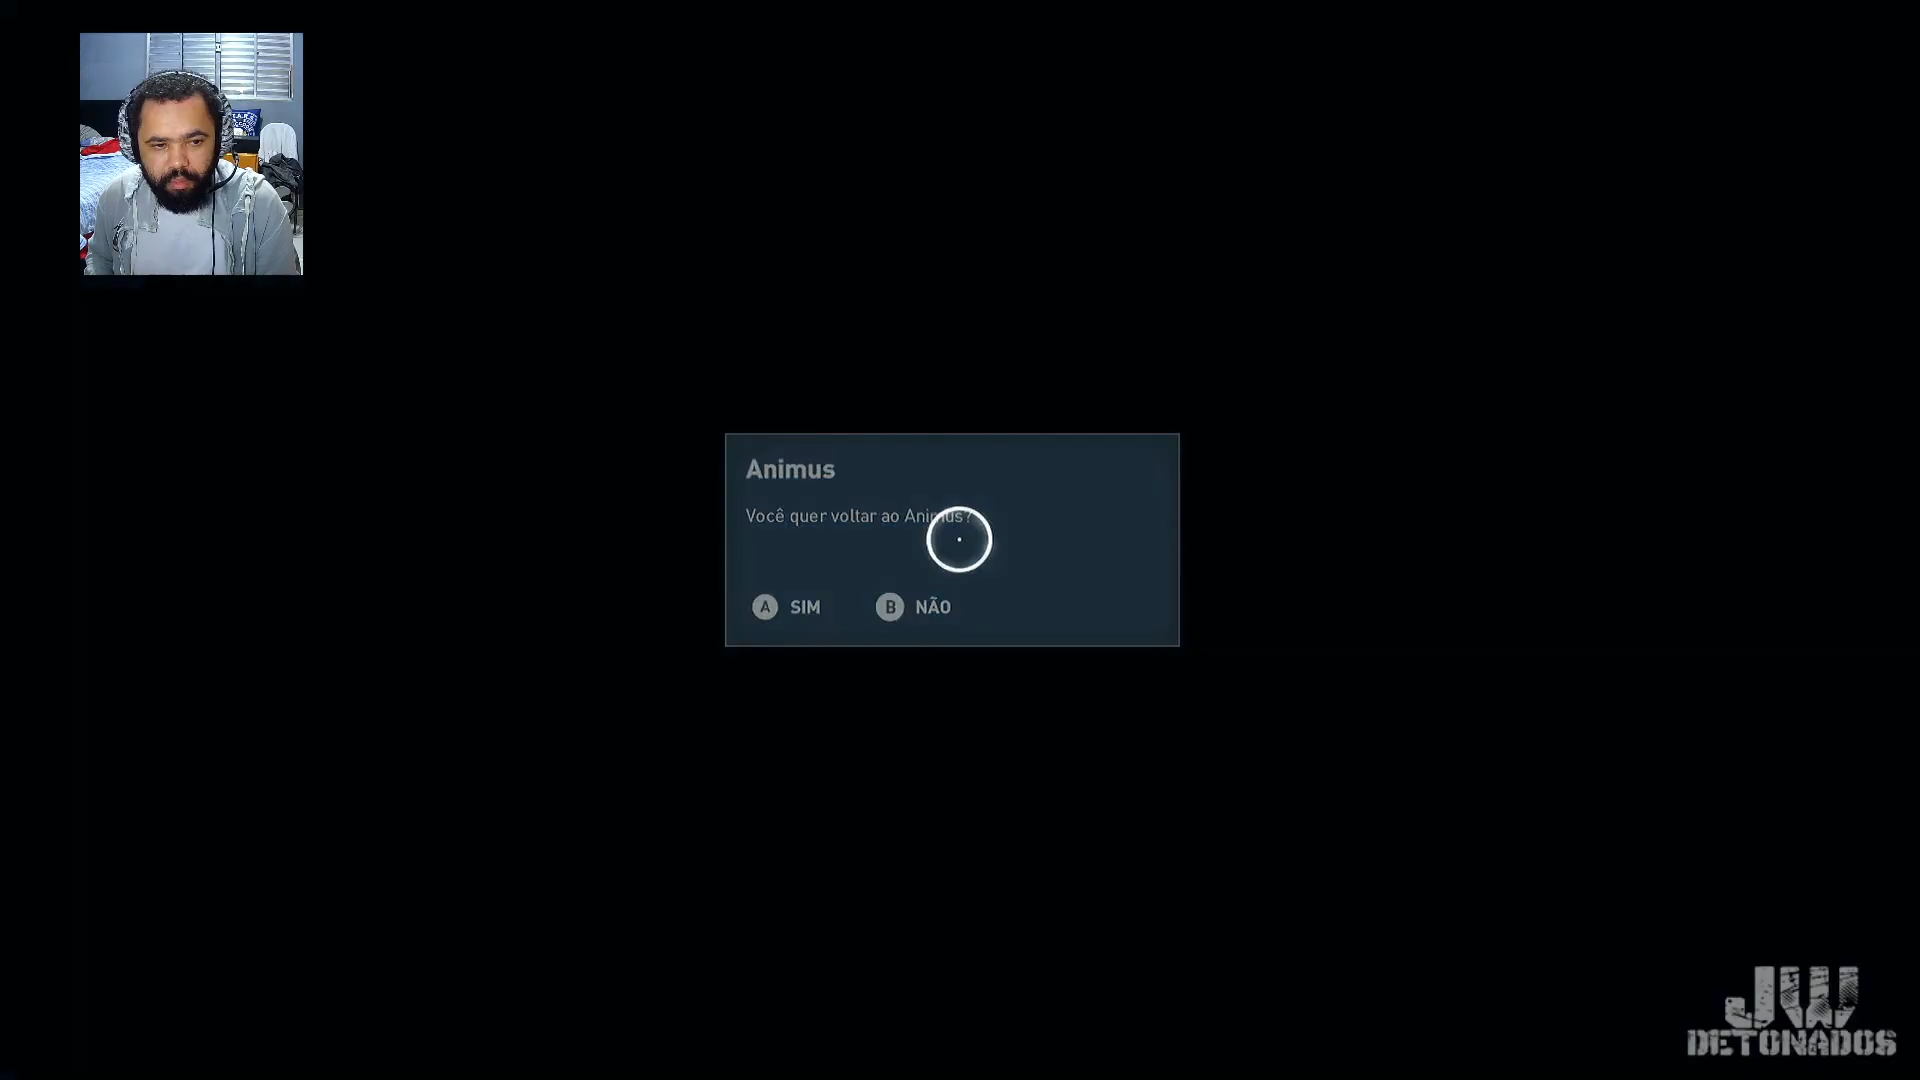 Animus
Você quer voltar ao Animus?
A SIM B NÃO
JW
DETONADOS